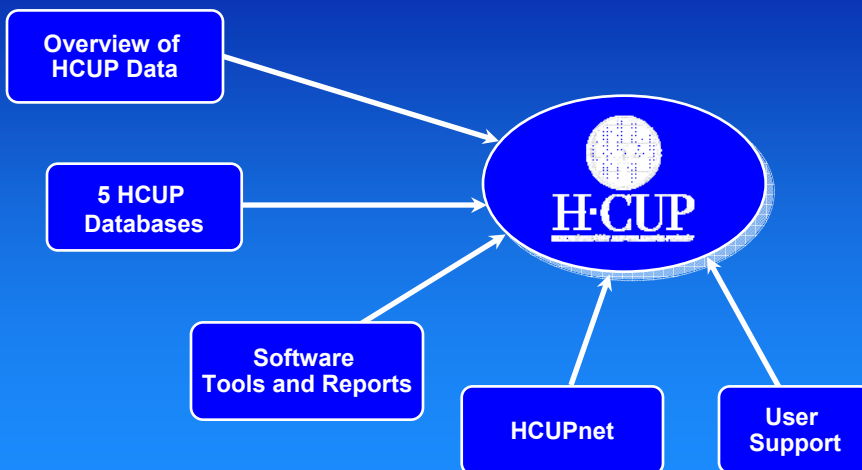 Overview of
HCUP Data
5 HCUP
Databases
H·CUP
Software
Tools and Reports
HCUPnet
User
Support